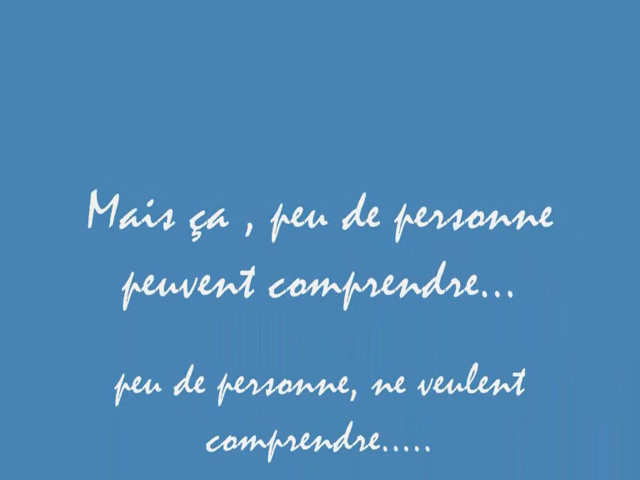 Mais ça , peu de personne
peuvent comprendre...
peu de personne, ne veulent
comprendre.....